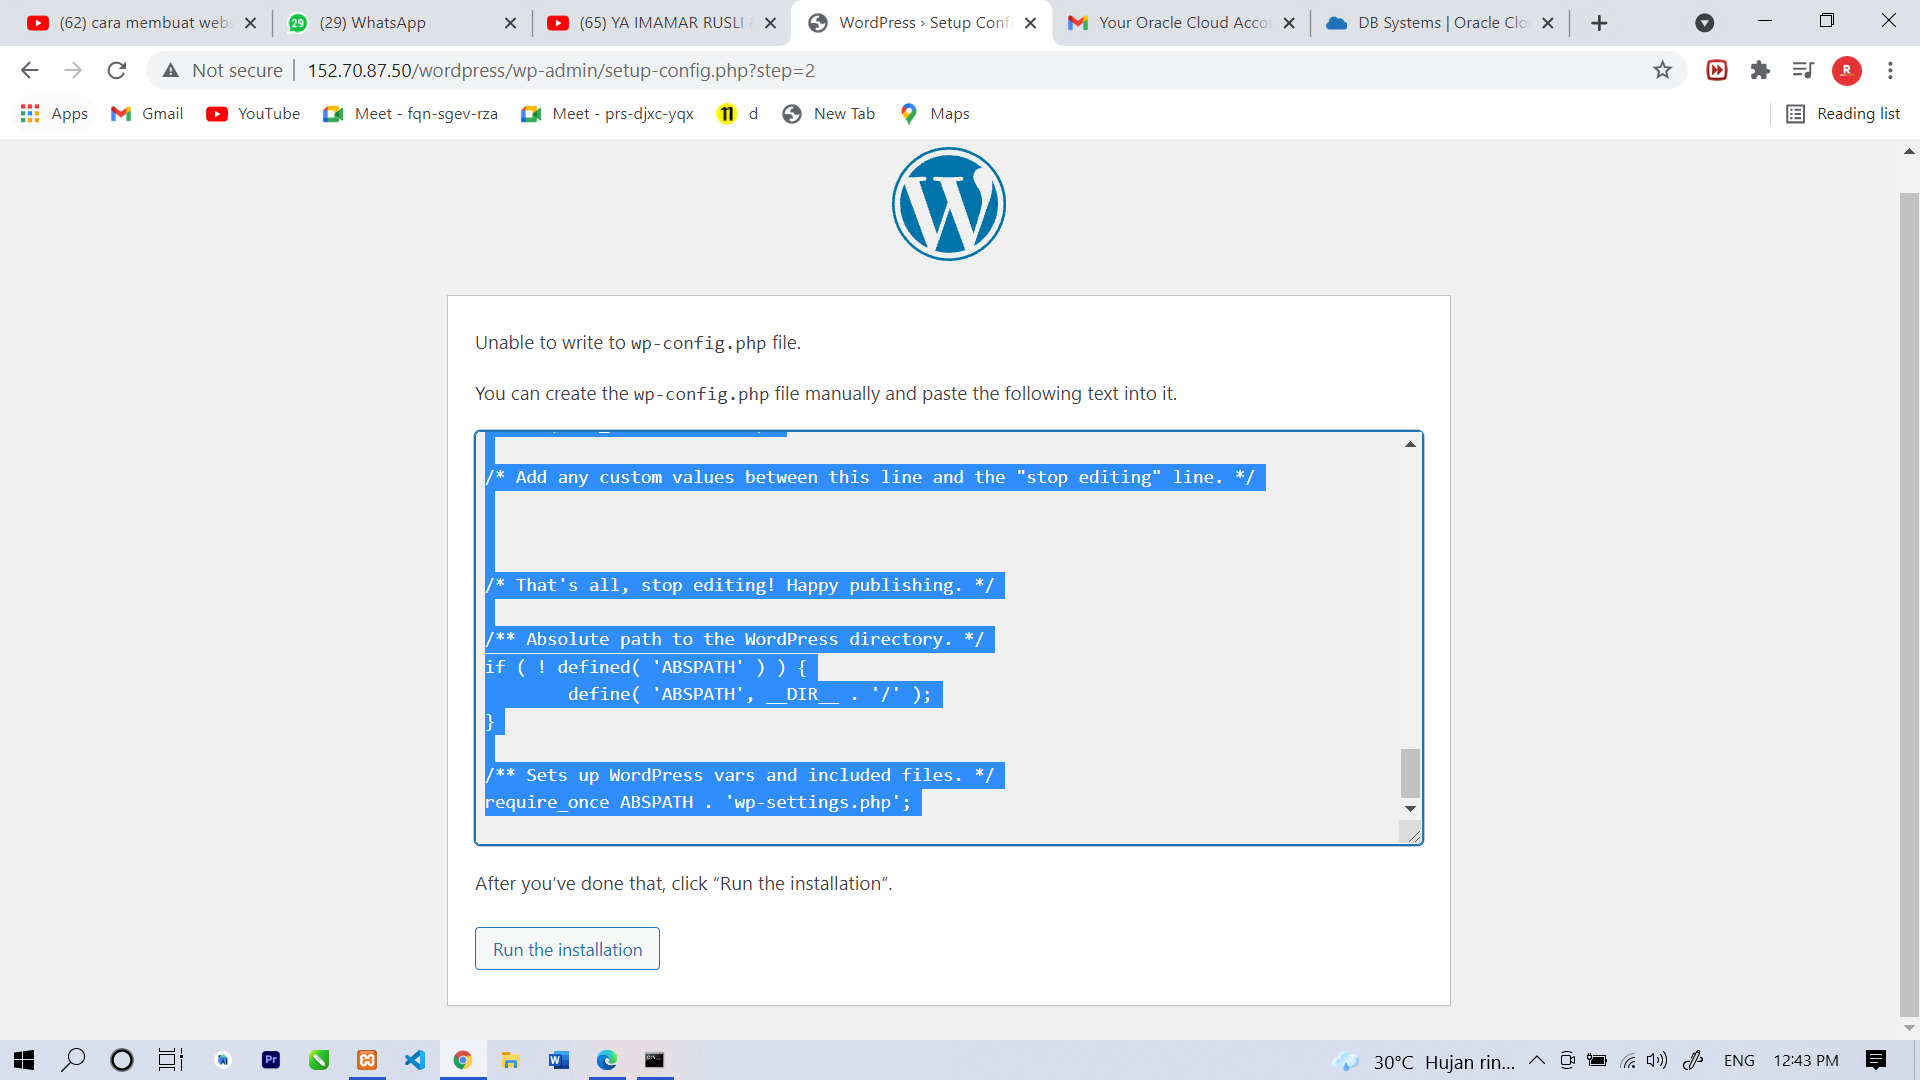 (62) cara membuat webs
29
(29) WhatsApp
(65) YA IMAMAR RUSLI
WordPress › Setup Confi
Your Oracle Cloud Acco
DB Systems | Oracle Clo
Not secure
152.70.87.50/wordpress/wp-admin/setup-config.php?step=2
R
Apps
Gmail
YouTube
Meet - fqn-sgev-rza
Meet - prs-djxc-yqx
d
New Tab
Maps
Reading list
Unable to write to wp-config.php file.
You can create the wp-config.php file manually and paste the following text into it.
/* Add any custom values between this line and the "stop editing" line. */
/* That's all, stop editing! Happy publishing. */
/** Absolute path to the WordPress directory. */
if ( ! defined( 'ABSPATH' ) ) {
define( 'ABSPATH', __DIR__ . '/' );
}
/** Sets up WordPress vars and included files. */
require_once ABSPATH . 'wp-settings.php';
After you’ve done that, click “Run the installation”.
Run the installation
Pr
30°C Hujan rin...
ENG
12:43 PM